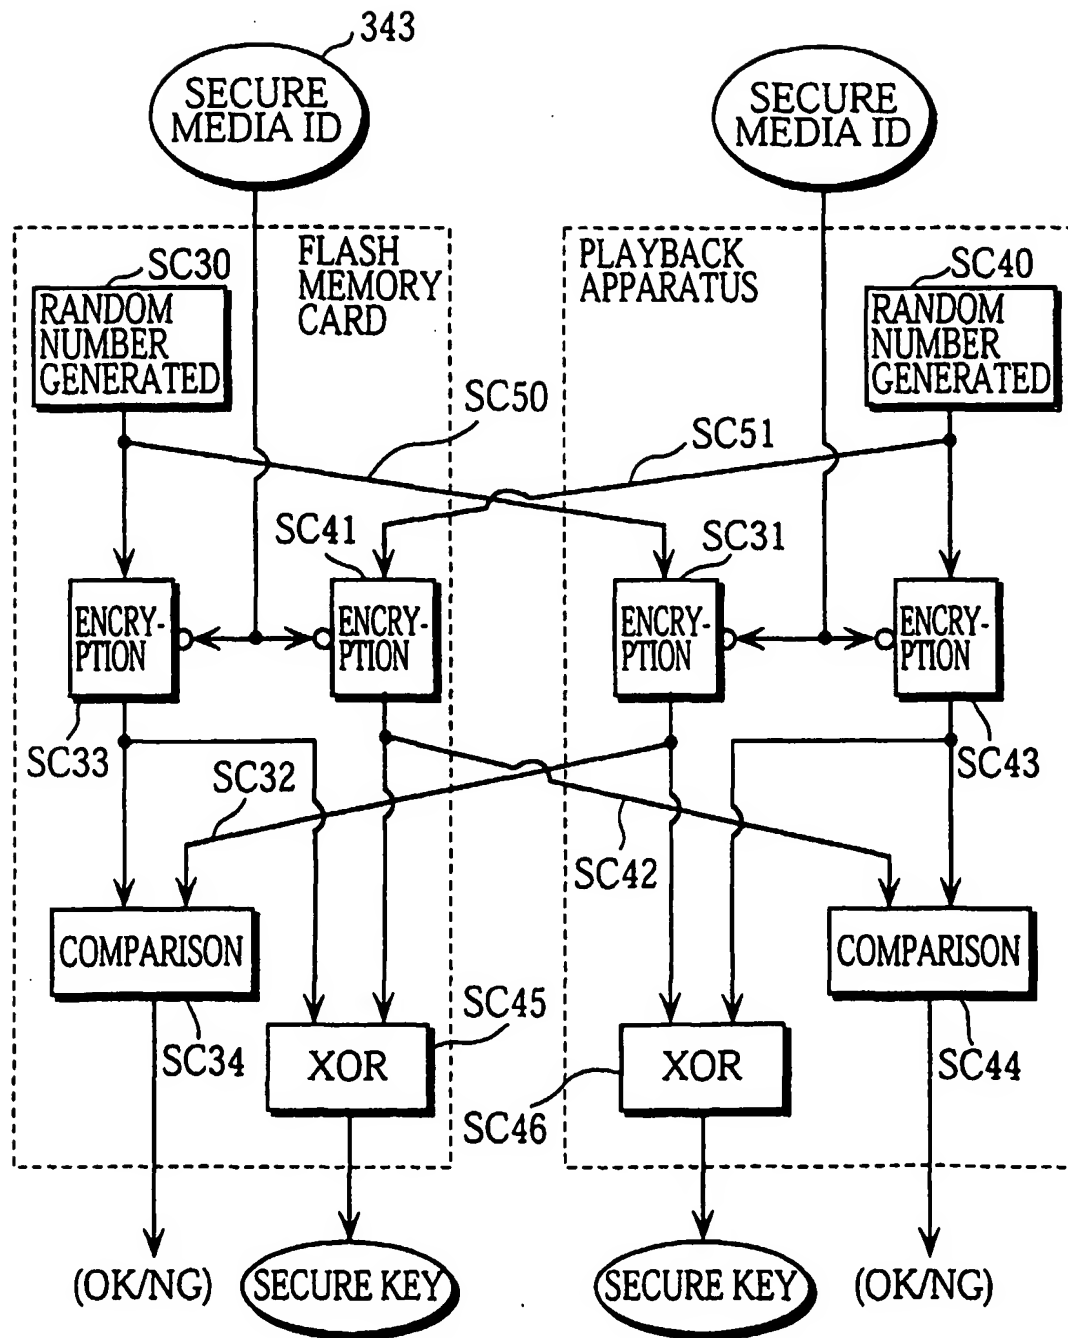 343
SECURE
MEDIA ID
SECURE
MEDIA ID
SC30
FLASH
MEMORY
CARD
RANDOM
NUMBER
GENERATED
PLAYBACK
APPARATUS
SC40
RANDOM
NUMBER
GENERATED
SC50
SC51
SC41
SC31
ENCRY-
PTION
ENCRY-
PTION
ENCRY-
PTION
ENCRY-
PTION
SC33
SC32
SC43
SC42
COMPARISON
COMPARISON
SC34
SC45
SC44
XOR
XOR
SC46
(OK/NG)
SECURE KEY
SECURE KEY
(OK/NG)